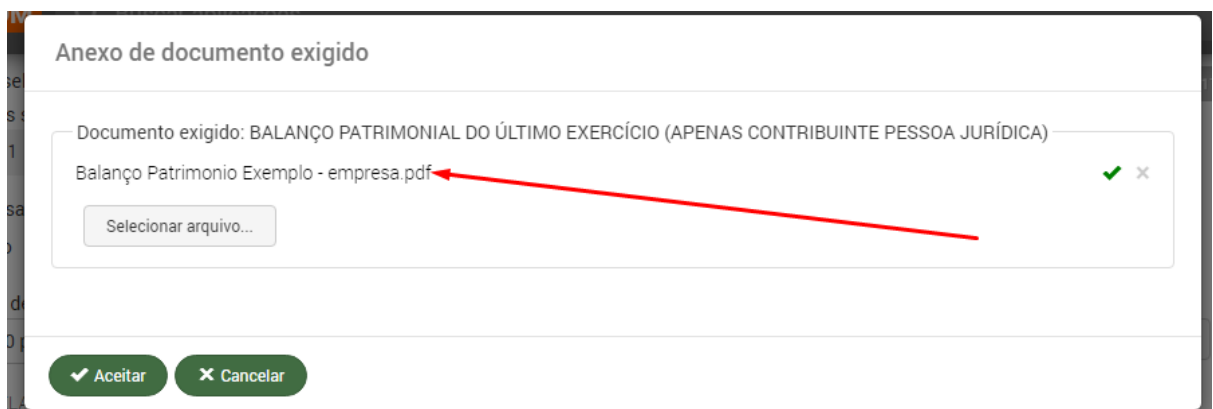 Anexo de documento exigido
Documento exigido: BALANÇO PATRIMONIAL DO ÚLTIMO EXERCÍCIO (APENAS CONTRIBUINTE PESSOA JURÍDICA)
Balanço Patrimonio Exemplo - empresa.pdf
Selecionar arquivo...
Aceitar
Cancelar